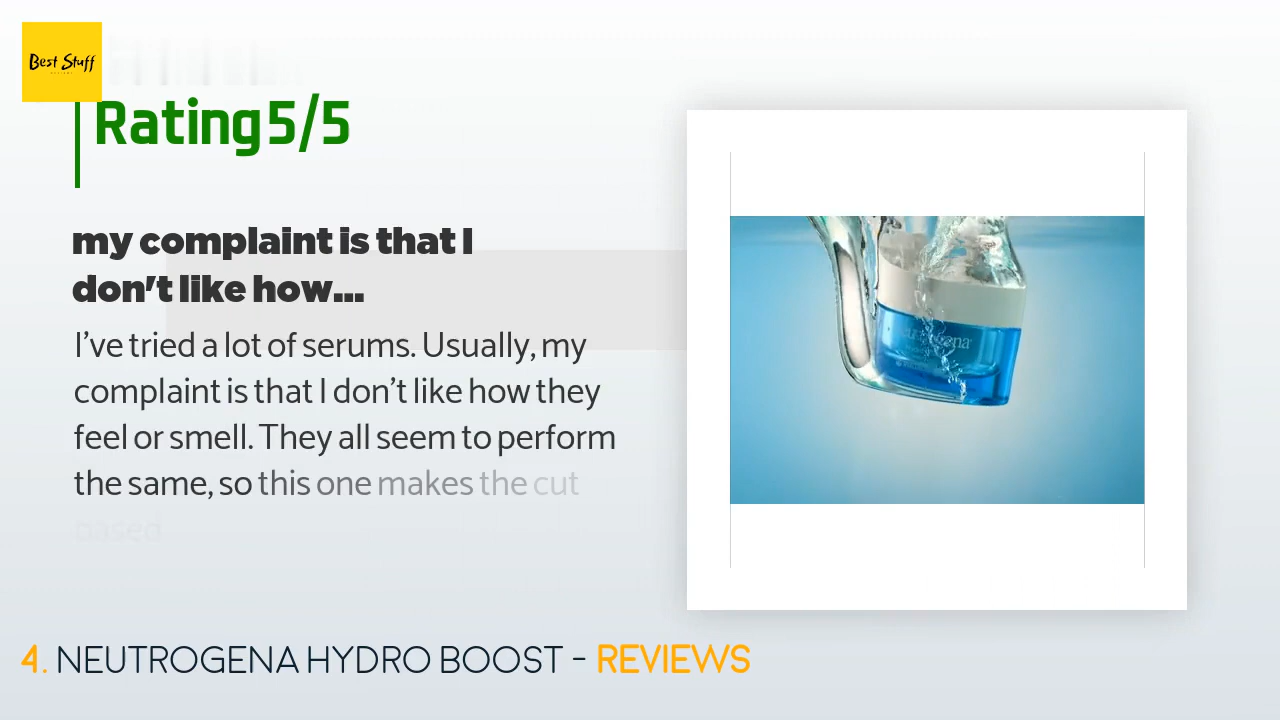 Best Stuff
Rating 5/5
my complaint is that I
don't like how...
I've tried a lot of serums. Usually, my
complaint is that I don't like how they
feel or smell. They all seem to perform
the same, so this one makes the cut
based
4. NEUTROGENA HYDRO BOOST - REVIEWS